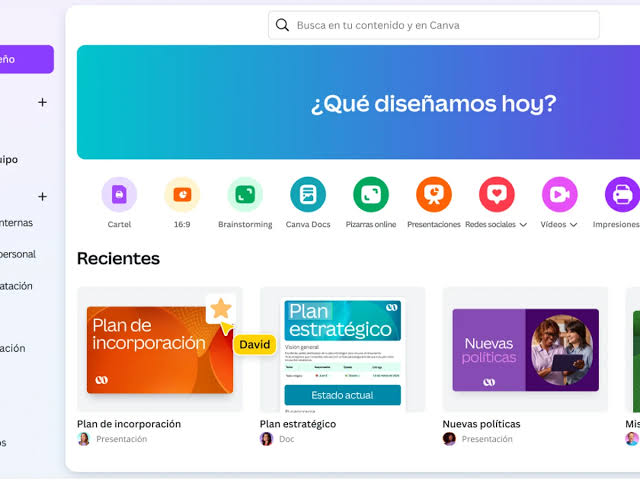 Busca en tu contenido y en Canva
eño
¿Qué diseñamos hoy?
uipo
Cartel
16:9
Brainstorming
Canva Docs
Pizarras online
Presentaciones
Redes sociales
Vídeos
Impresiones
nternas
personal
atación
ación
os
Recientes
Plan de
incorporación
David
Plan
estratégico
Visión general
Estado actual
Nuevas
políticas
Plan de incorporación
Presentación
Plan estratégico
Doc
Nuevas políticas
Presentación
Mis